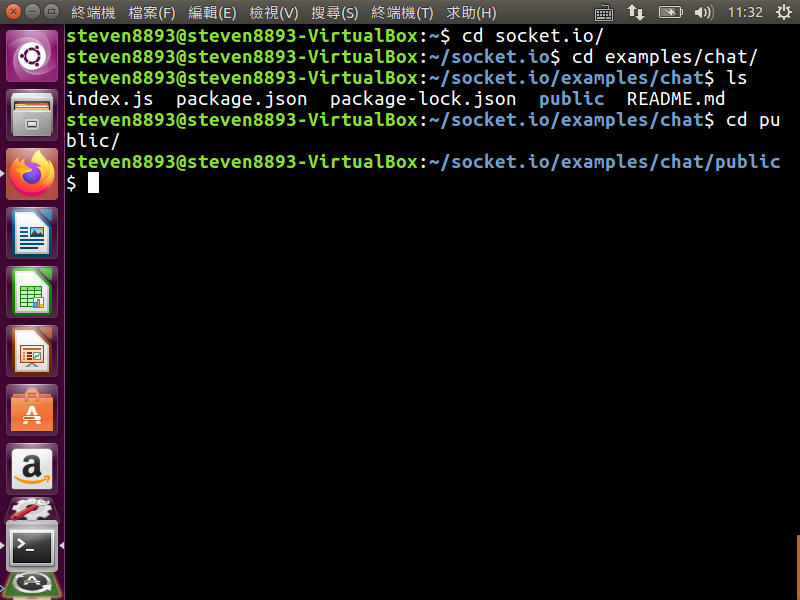 終端機 檔案(F) 編輯(E) 檢視(V) 搜尋(S) 終端機(T) 求助(H) 11:32
steven8893@steven8893-VirtualBox:~$ cd socket.io/
steven8893@steven8893-VirtualBox:~/socket.io$ cd examples/chat/
steven8893@steven8893-VirtualBox:~/socket.io/examples/chat$ ls
index.js  package.json  package-lock.json  public  README.md
steven8893@steven8893-VirtualBox:~/socket.io/examples/chat$ cd pu
blic/
steven8893@steven8893-VirtualBox:~/socket.io/examples/chat/public
$